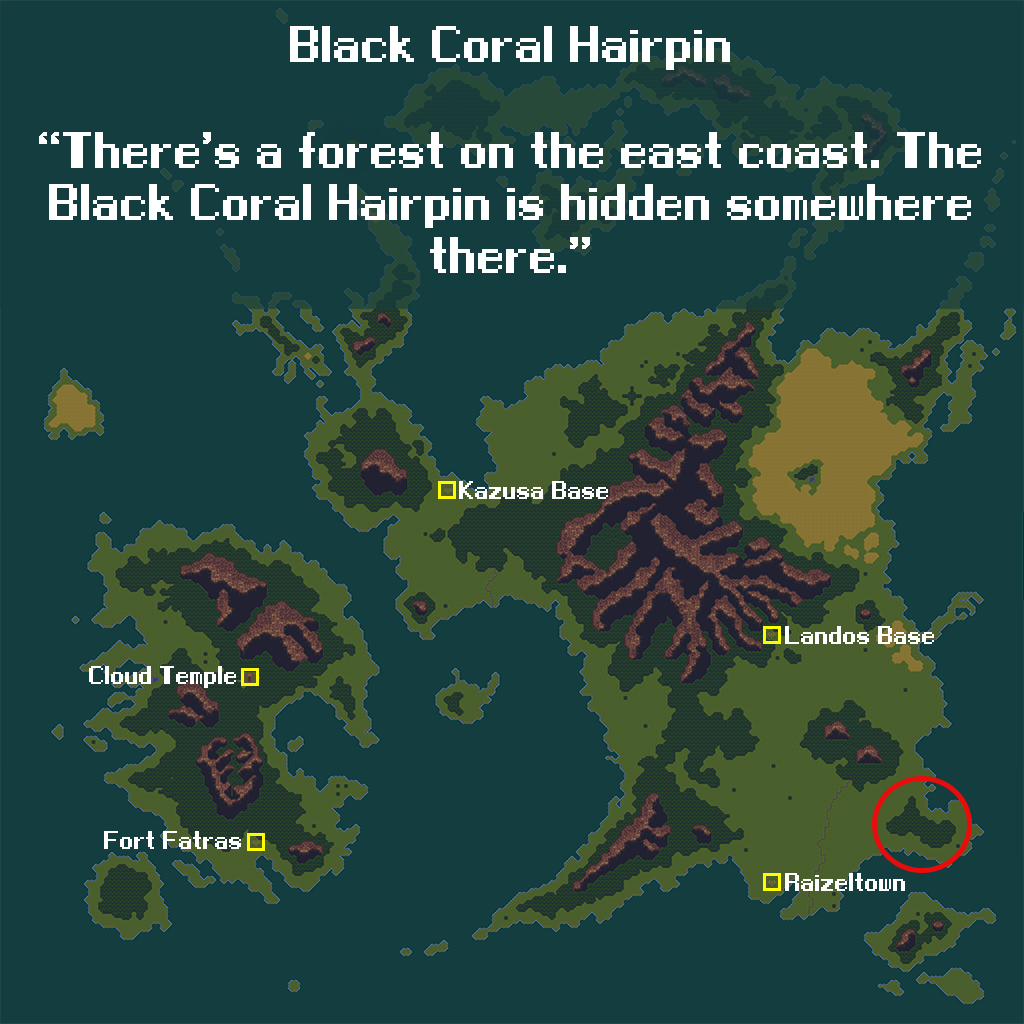 Black Coral Hairpin
“There’s a forest on the east coast. The
Black Coral Hairpin is hidden somewhere
there.”
Kazusa Base
Landos Base
Cloud Temple
Fort Fatras
Raizeltown